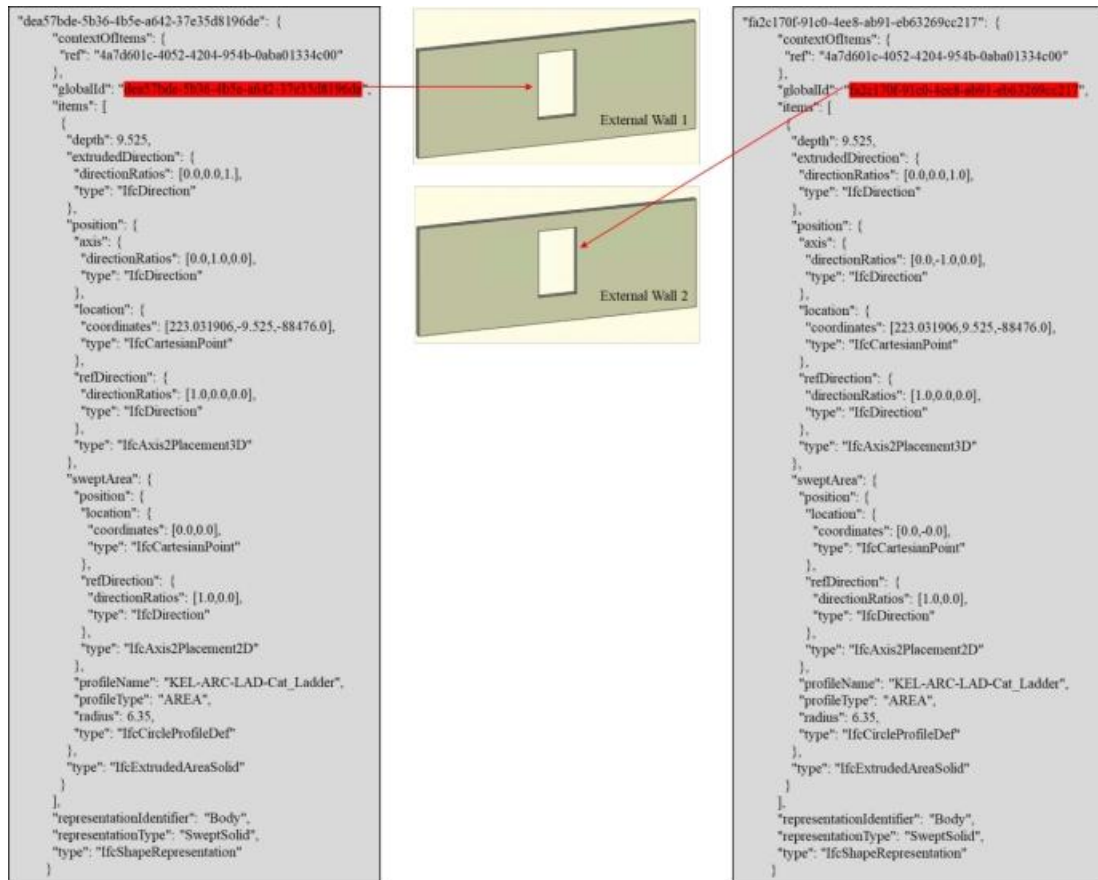 "dea57bde-5b36-4b5e-a642-37e35d8196de": {
"contextOfItems": {
"ref": "4a7d601c-4052-4204-954b-0aba01334c00"
},
"globalId": "dea57bde-5b36-4b5e-a642-37e35d8196de",
"items": [
{
"depth": 9.525,
"extrudedDirection": {
"directionRatios": [0.0,0.0,1.],
"type": "IfcDirection"
},
"position": {
"axis": {
"directionRatios": [0.0,1.0,0.0],
"type": "IfcDirection"
},
"location": {
"coordinates": [223.031906,-9.525,-88476.0],
"type": "IfcCartesianPoint"
},
"refDirection": {
"directionRatios": [1.0,0.0,0.0],
"type": "IfcDirection"
},
"type": "IfcAxis2Placement3D"
},
"sweptArea": {
"position": {
"location": {
"coordinates": [0.0,0.0],
"type": "IfcCartesianPoint"
},
"refDirection": {
"directionRatios": [1.0,0.0],
"type": "IfcDirection"
},
"type": "IfcAxis2Placement2D"
},
"profileName": "KEL-ARC-LAD-Cat_Ladder",
"profileType": "AREA",
"radius": 6.35,
"type": "IfcCircleProfileDef"
},
"type": "IfcExtrudedAreaSolid"
}
],
"representationIdentifier": "Body",
"representationType": "SweptSolid",
"type": "IfcShapeRepresentation"
}
External Wall 1
External Wall 2
"fa2c170f-91c0-4ee8-ab91-eb63269cc217": {
"contextOfItems": {
"ref": "4a7d601c-4052-4204-954b-0aba01334c00"
},
"globalId": "fa2c170f-91c0-4ee8-ab91-eb63269cc217",
"items": [
{
"depth": 9.525,
"extrudedDirection": {
"directionRatios": [0.0,0.0,1.0],
"type": "IfcDirection"
},
"position": {
"axis": {
"directionRatios": [0.0,-1.0,0.0],
"type": "IfcDirection"
},
"location": {
"coordinates": [223.031906,9.525,-88476.0],
"type": "IfcCartesianPoint"
},
"refDirection": {
"directionRatios": [1.0,0.0,0.0],
"type": "IfcDirection"
},
"type": "IfcAxis2Placement3D"
},
"sweptArea": {
"position": {
"location": {
"coordinates": [0.0,-0.0],
"type": "IfcCartesianPoint"
},
"refDirection": {
"directionRatios": [1.0,0.0],
"type": "IfcDirection"
},
"type": "IfcAxis2Placement2D"
},
"profileName": "KEL-ARC-LAD-Cat_Ladder",
"profileType": "AREA",
"radius": 6.35,
"type": "IfcCircleProfileDef"
},
"type": "IfcExtrudedAreaSolid"
}
],
"representationIdentifier": "Body",
"representationType": "SweptSolid",
"type": "IfcShapeRepresentation"
}